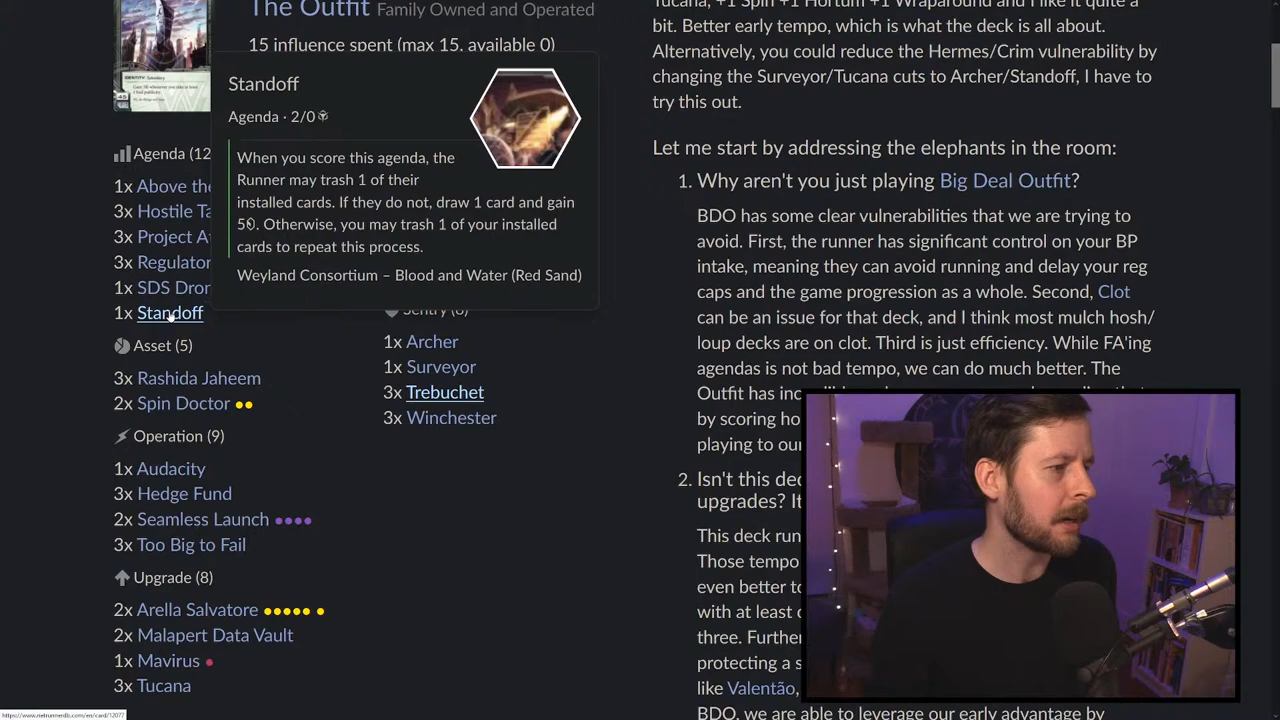 The Outfit Family Owned and Operated
15 influence spent (max 15, available 0)
Standoff
Agenda · 2/0
When you score this agenda, the
Runner may trash 1 of their
installed cards. If they do not, draw 1 card and gain
5. Otherwise, you may trash 1 of your installed
cards to repeat this process.
Weyland Consortium – Blood and Water (Red Sand)
Agenda (12
1x Above the
3x Hostile Ta
3x Project A
3x Regulator
1x SDS Dron
1x Standoff
Asset (5)
3x Rashida Jaheem
2x Spin Doctor
Operation (9)
1x Audacity
3x Hedge Fund
2x Seamless Launch
3x Too Big to Fail
Upgrade (8)
2x Arella Salvatore
2x Malapert Data Vault
1x Mavirus
3x Tucana
Sentry (8)
1x Archer
1x Surveyor
3x Trebuchet
3x Winchester
Tucana, +1 Spin +1 Hortum +1 Wraparound and I like it quite a
bit. Better early tempo, which is what the deck is all about.
Alternatively, you could reduce the Hermes/Crim vulnerability by
changing the Surveyor/Tucana cuts to Archer/Standoff, I have to
try this out.
Let me start by addressing the elephants in the room:
1. Why aren't you just playing Big Deal Outfit?
BDO has some clear vulnerabilities that we are trying to
avoid. First, the runner has significant control on your BP
intake, meaning they can avoid running and delay your reg
caps and the game progression as a whole. Second, Clot
can be an issue for that deck, and I think most mulch hosh/
loup decks are on clot. Third is just efficiency. While FA'ing
agendas is not bad tempo, we can do much better. The
Outfit has
by scoring ho
playing to ou
2. Isn't this dec
upgrades? It
This deck run
Those tempo
even better to
with at least
three. Further
protecting a s
like Valentão,
BDO, we are able to leverage our early advantage by
https://www.netrunnerdb.com/en/card/12077